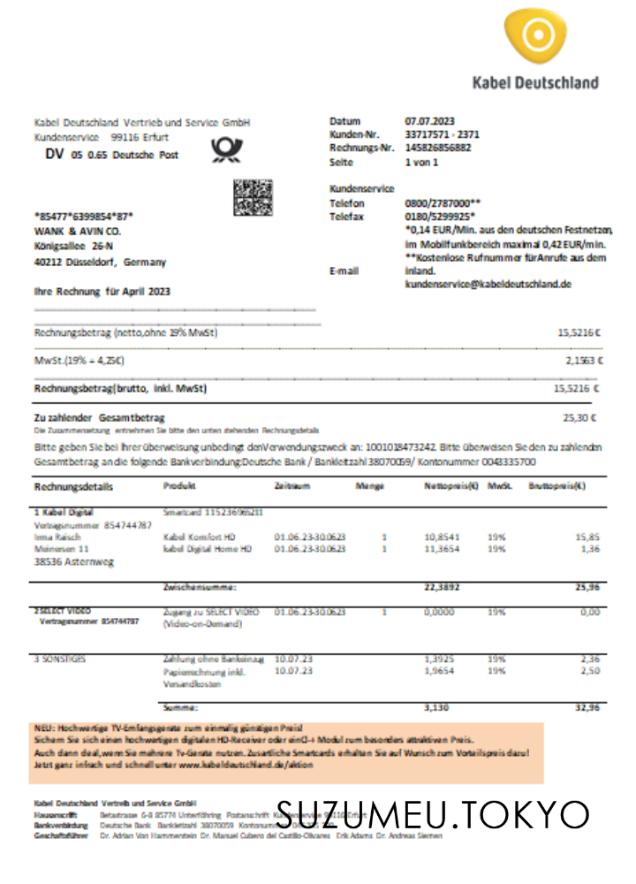 Kabel Deutschland
Kabel Deutschland Vertrieb und Service GmbH
Kundenservice 99116 Erfurt
DV 05 0.65 Deutsche Post
Datum 07.07.2023
Kunden-Nr. 33717571 - 2371
Rechnungs-Nr. 145826856882
Seite 1 von 1
Kundenservice
Telefon 0800/2787000**
Telefax 0180/5299925*
*0,14 EUR/Min. aus den deutschen Festnetzen,
im Mobilfunkbereich maximal 0,42 EUR/min.
**Kostenlose Rufnummer für Anrufe aus dem
E-mail inland.
kundenservice@kabeldeutschland.de
*85477*6399854*87*
WANK & AVIN CO.
Königsallee 26-N
40212 Düsseldorf, Germany
Ihre Rechnung für April 2023
Rechnungsbetrag (netto,ohne 19% MwSt) 15,5216 €
MwSt.(19% = 4,25€) 2,1563 €
Rechnungsbetrag(brutto, inkl. MwSt) 15,5216 €
Zu zahlender Gesamtbetrag 25,30 €
Die Zusammensetzung entnehmen Sie bitte den unten stehenden Rechnungsdetails
Bitte geben Sie bei Ihrer überweisung unbedingt den Verwendungszweck an: 1001018473242. Bitte überweisen Sie den zu zahlenden
Gesamtbetrag an die folgende Bankverbindung:Deutsche Bank / Bankleitzahl 38070059/ Kontonummer 0043335700
Rechnungsdetails Produkt Zeitraum Menge Nettopreis(€) MwSt. Bruttopreis(€)
1 Kabel Digital Smartcard 115236965211
Vertragsnummer 854744787
Irma Raisch Kabel Komfort HD 01.06.23-30.06.23 1 10,8541 19% 15,85
Meinersen 11 kabel Digital Home HD 01.06.23-30.06.23 1 11,3654 19% 1,36
38536 Asternweg
Zwischensumme: 22,3892 25,96
2 SELECT VIDEO Zugang zu SELECT VIDEO 01.06.23-30.06.23 1 0,0000 19% 0,00
Vertragsnummer 854744787 (Video-on-Demand)
3 SONSTIGES Zahlung ohne Bankeinzug 10.07.23 1,3925 19% 2,36
Papierrechnung inkl. 10.07.23 1,9654 19% 2,50
Versandkosten
Summe: 3,130 32,96
NEU: Hochwertige TV-Emfangsgeräte zum einmalig günstigen Preis!
Sichern Sie sich einen hochwertigen digitalen HD-Receiver oder ein CI+ Modul zum besonders attraktiven Preis.
Auch dann deal,wenn Sie mehrere Tv-Geräte nutzen. Zusartliche Smartcards erhalten Sie auf Wunsch zum Vorteilspreis dazu!
Jetzt ganz infrach und schnell unter www.kabeldeutschland.de/aktion
Kabel Deutschland Vertrieb und Service GmbH
Hausanschrift Betastrasse 6-8 85774 Unterföhring Postanschrift Kundenservice 99116 Erfurt
Bankverbindung Deutsche Bank Bankleitzahl 38070059
Geschäftsführer Dr. Adrian Van Hammerstein Dr. Manuel Cubero del Castillo-Olivares Erik Adams Dr. Andreas Siemen
SUZUMEU.TOKYO